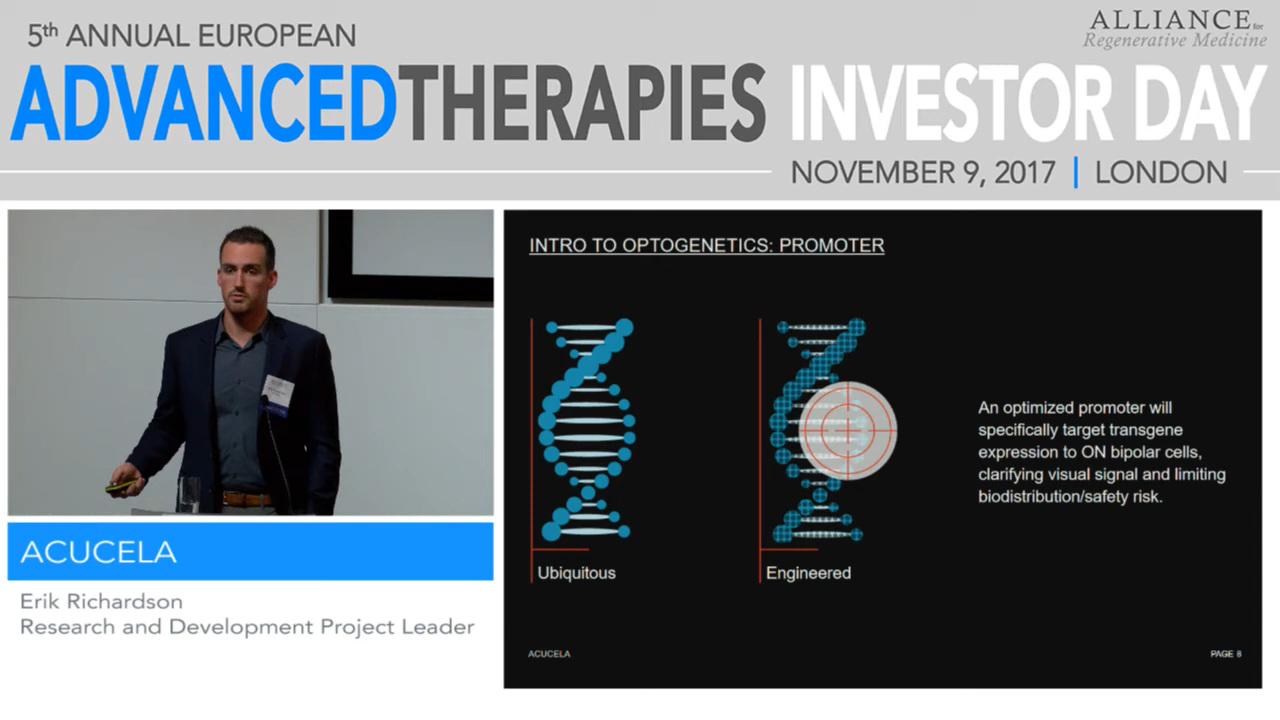 5th ANNUAL EUROPEAN
ADVANCEDTHERAPIES INVESTOR DAY
NOVEMBER 9, 2017 | LONDON
ALLIANCE for
Regenerative Medicine
ACUCELA
Erik Richardson
Research and Development Project Leader
INTRO TO OPTOGENETICS: PROMOTER
Ubiquitous
Engineered
An optimized promoter will
specifically target transgene
expression to ON bipolar cells,
clarifying visual signal and limiting
biodistribution/safety risk.
ACUCELA
PAGE 8